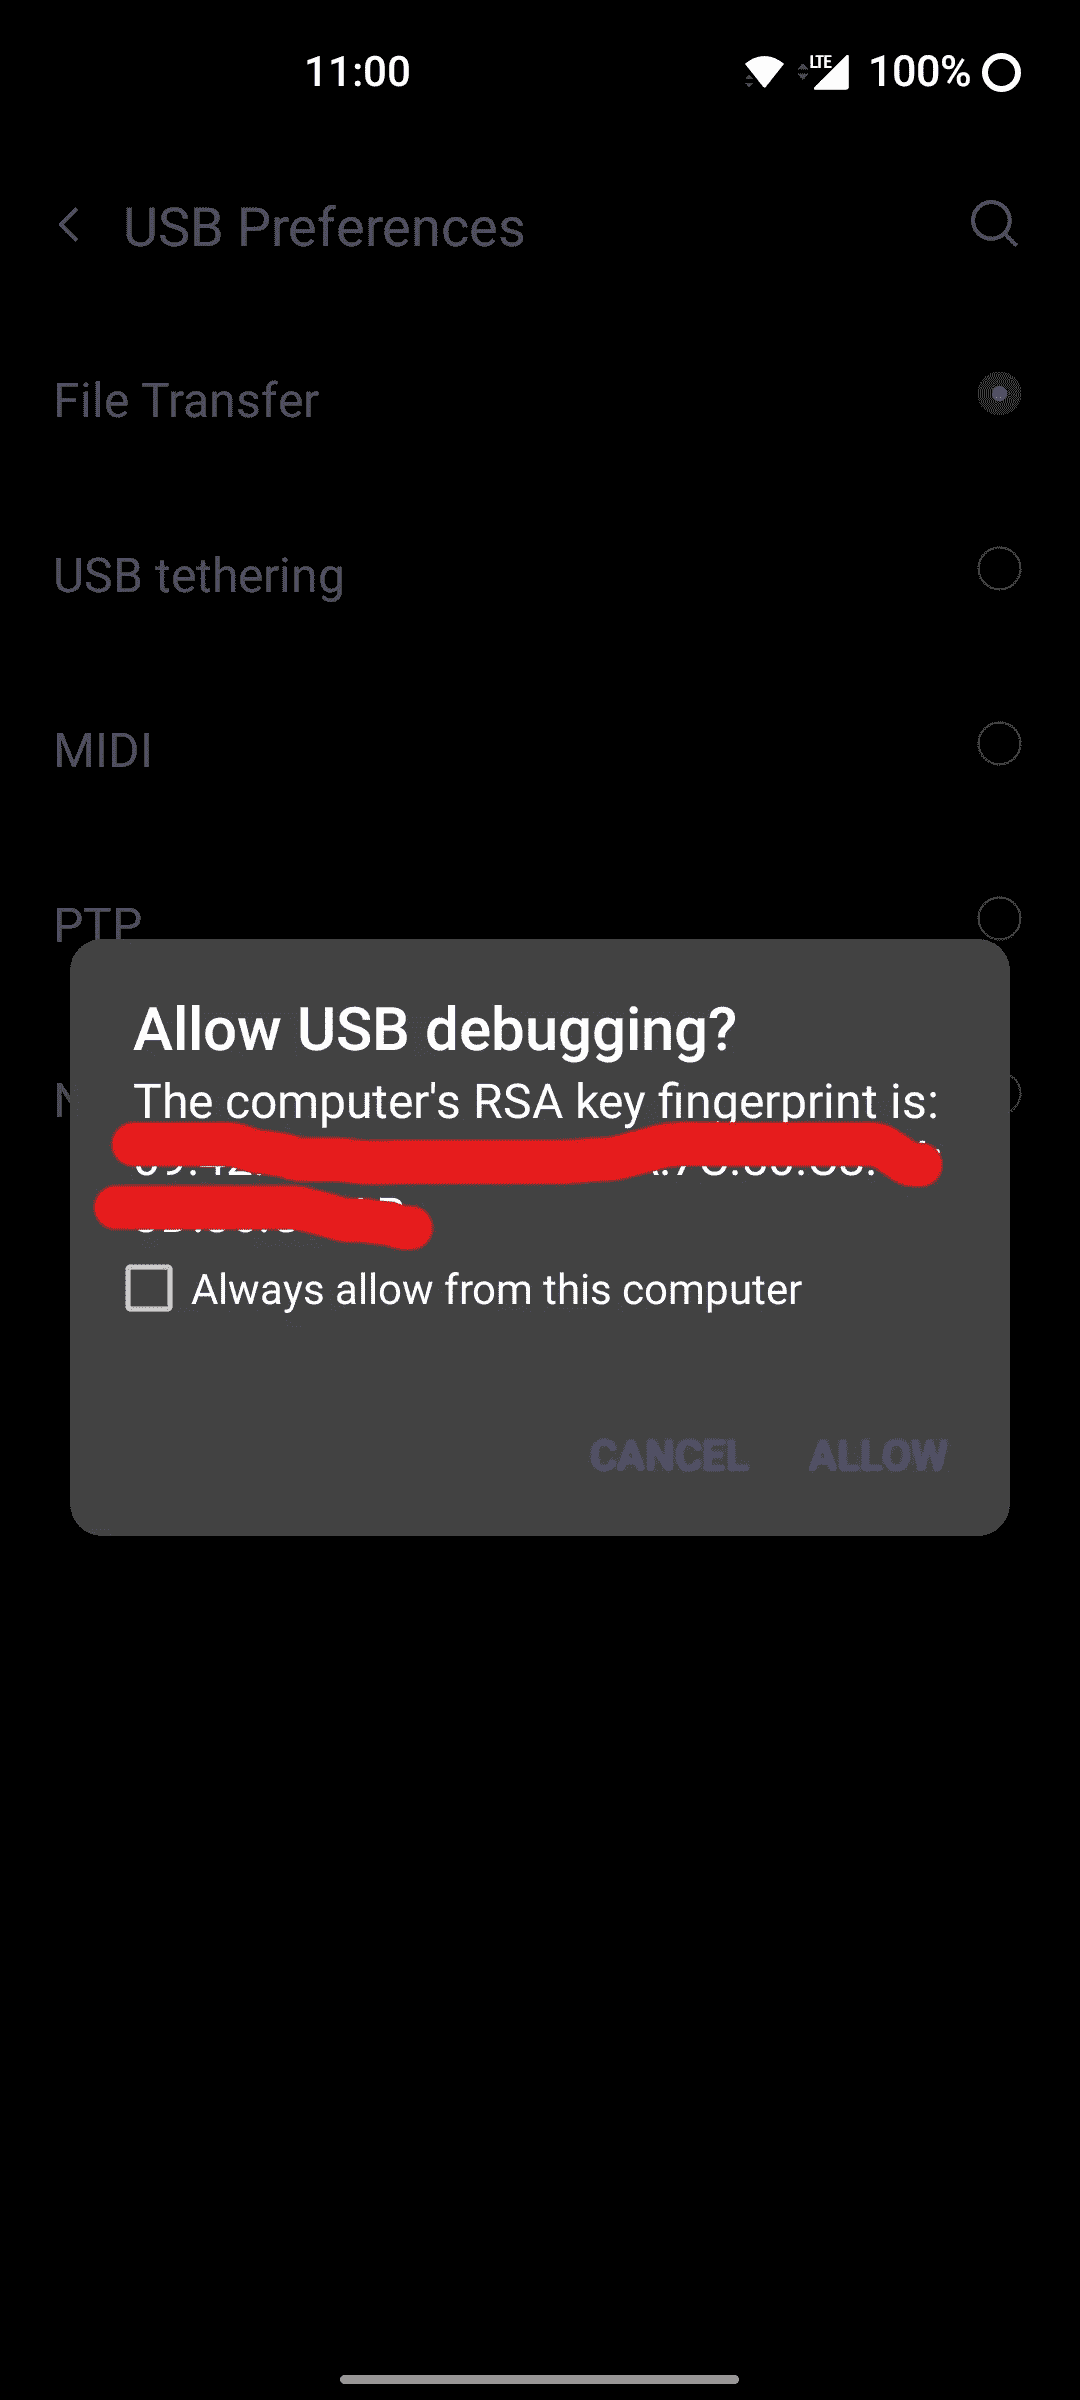 11:00
LTE
100%
USB Preferences
File Transfer
USB tethering
MIDI
PTP
Allow USB debugging?
The computer's RSA key fingerprint is:
Always allow from this computer
CANCEL
ALLOW